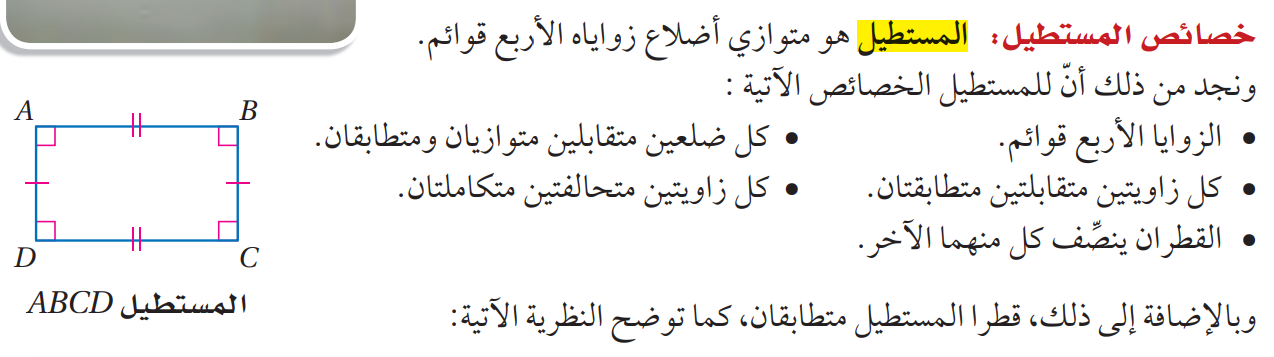 خصائص المستطيل: المستطيل هو متوازي أضلاع زواياه الأربع قوائم.
ونجد من ذلك أنّ للمستطيل الخصائص الآتية :
• الزوايا الأربع قوائم.
• كل ضلعين متقابلين متوازيان ومتطابقان.
• كل زاويتين متقابلتين متطابقتان.
• كل زاويتين متحالفتين متكاملتان.
• القطران ينصِّف كل منهما الآخر.
وبالإضافة إلى ذلك، قطرا المستطيل متطابقان، كما توضح النظرية الآتية:
A
B
D
C
المستطيل ABCD